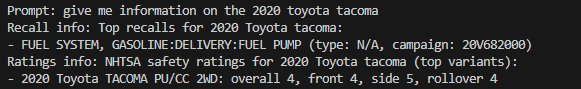 Prompt: give me information on the 2020 toyota tacoma
Recall info: Top recalls for 2020 Toyota tacoma:
- FUEL SYSTEM, GASOLINE:DELIVERY:FUEL PUMP (type: N/A, campaign: 20V682000)
Ratings info: NHTSA safety ratings for 2020 Toyota tacoma (top variants):
- 2020 Toyota TACOMA PU/CC 2WD: overall 4, front 4, side 5, rollover 4